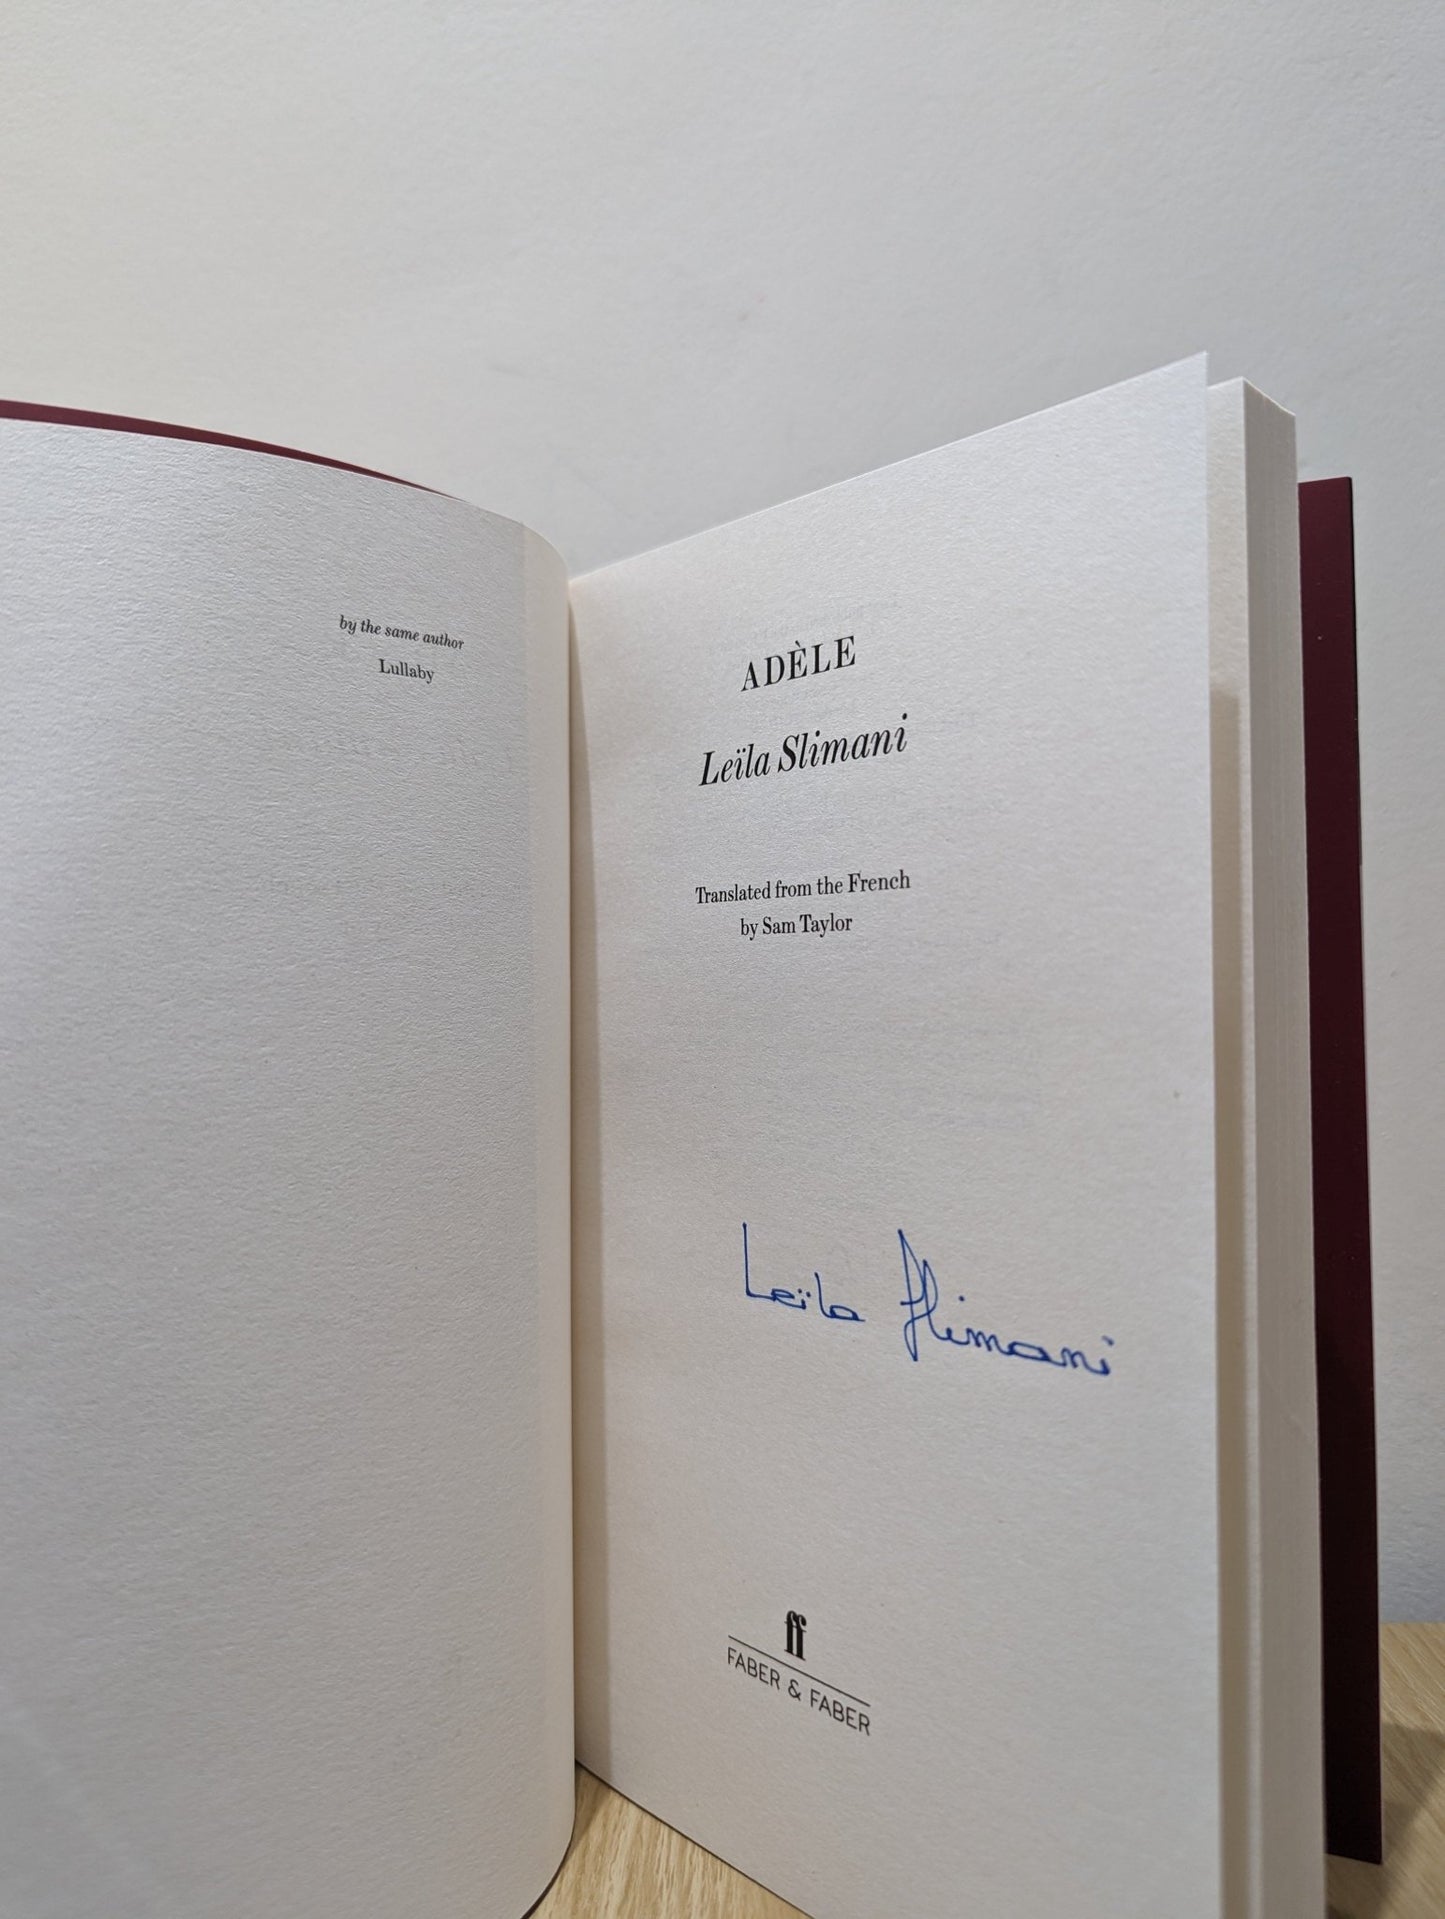 by the same author
Lullaby
ADÈLE
Leïla Slimani
Translated from the French
by Sam Taylor
Leïla Slimani
ff
FABER & FABER